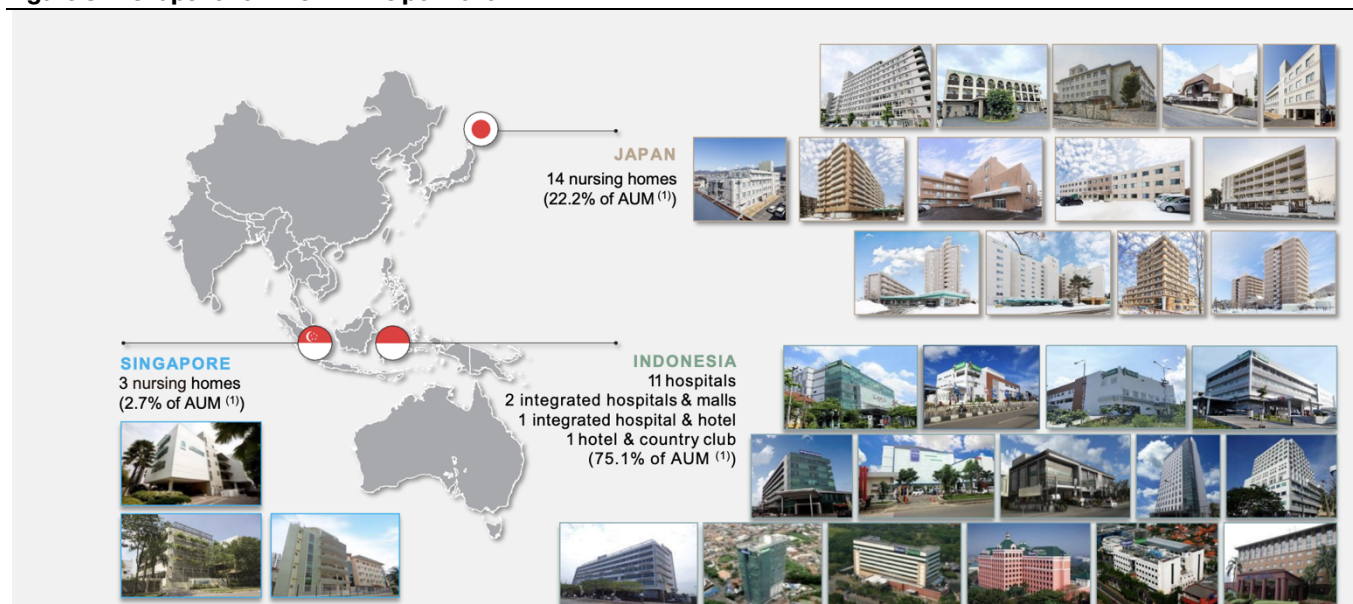 JAPAN
14 nursing homes
(22.2% of AUM (1))
SINGAPORE
3 nursing homes
(2.7% of AUM (1))
INDONESIA
11 hospitals
2 integrated hospitals & malls
1 integrated hospital & hotel
1 hotel & country club
(75.1% of AUM (1))